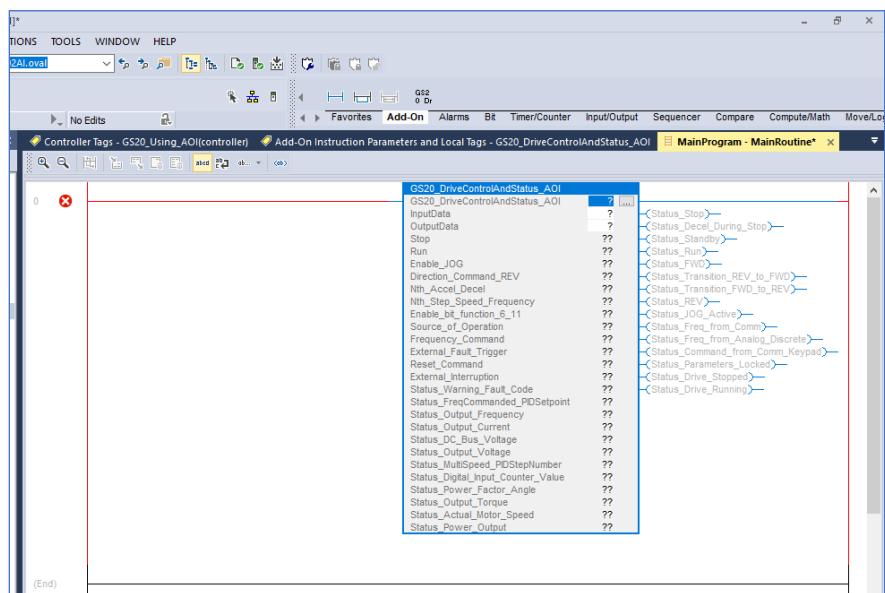 ]*
TIONS TOOLS WINDOW HELP
2AI.oval
GS2
0 Dr
No Edits
Favorites Add-On Alarms Bit Timer/Counter Input/Output Sequencer Compare Compute/Math Move/Lo
Controller Tags - GS20_Using_AOI(controller) Add-On Instruction Parameters and Local Tags - GS20_DriveControlAndStatus_AOI MainProgram - MainRoutine*
abcd ab...
0
GS20_DriveControlAndStatus_AOI
GS20_DriveControlAndStatus_AOI ? ...
InputData ? (Status_Stop)
OutputData ? (Status_Decel_During_Stop)
Stop ?? (Status_Standby)
Run ?? (Status_Run)
Enable_JOG ?? (Status_FWD)
Direction_Command_REV ?? (Status_Transition_REV_to_FWD)
Nth_Accel_Decel ?? (Status_Transition_FWD_to_REV)
Nth_Step_Speed_Frequency ?? (Status_REV)
Enable_bit_function_6_11 ?? (Status_JOG_Active)
Source_of_Operation ?? (Status_Freq_from_Comm)
Frequency_Command ?? (Status_Freq_from_Analog_Discrete)
External_Fault_Trigger ?? (Status_Command_from_Comm_Keypad)
Reset_Command ?? (Status_Parameters_Locked)
External_Interruption ?? (Status_Drive_Stopped)
Status_Warning_Fault_Code ?? (Status_Drive_Running)
Status_FreqCommanded_PIDSetpoint ??
Status_Output_Frequency ??
Status_Output_Current ??
Status_DC_Bus_Voltage ??
Status_Output_Voltage ??
Status_MultiSpeed_PIDStepNumber ??
Status_Digital_Input_Counter_Value ??
Status_Power_Factor_Angle ??
Status_Output_Torque ??
Status_Actual_Motor_Speed ??
Status_Power_Output ??
(End)